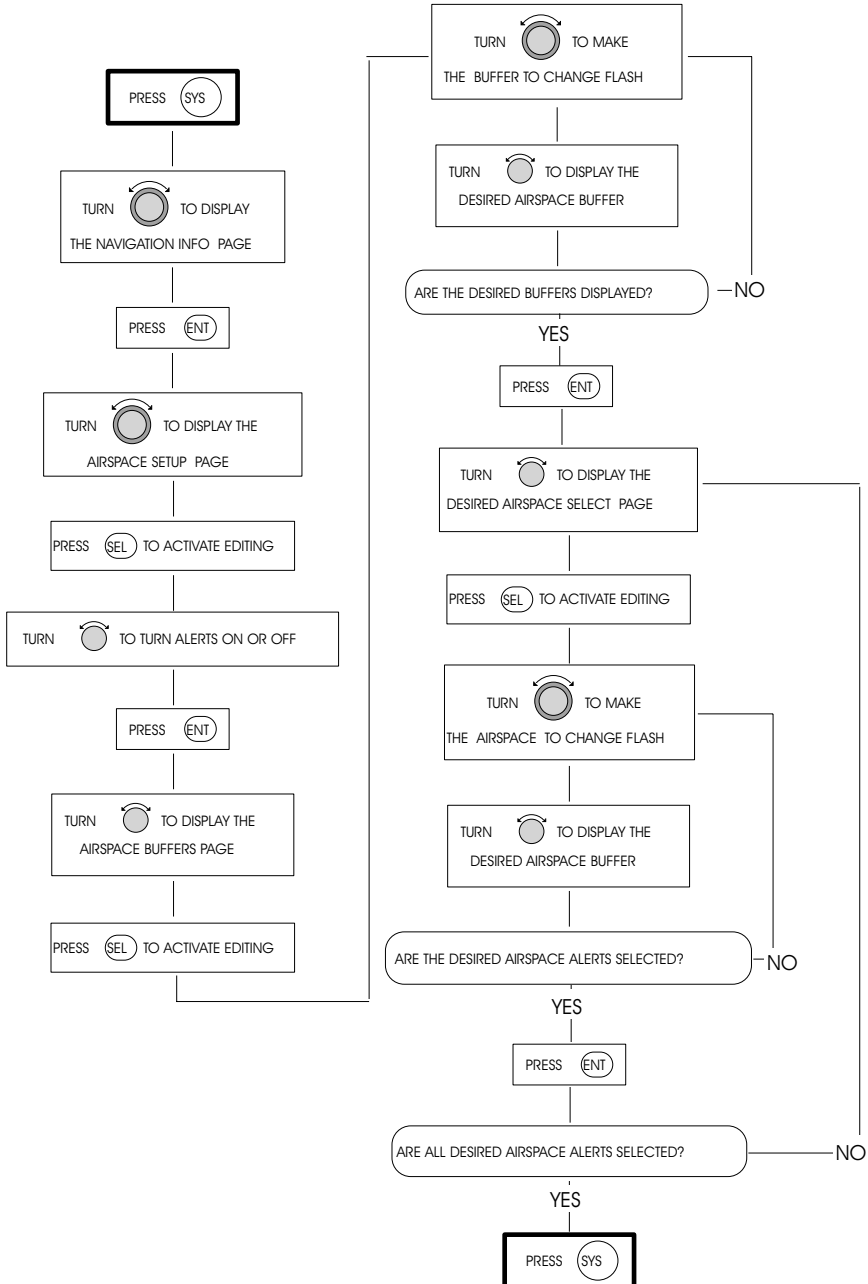 PRESS SYS
TURN TO DISPLAY
THE NAVIGATION INFO PAGE
PRESS ENT
TURN TO DISPLAY THE
AIRSPACE SETUP PAGE
PRESS SEL TO ACTIVATE EDITING
TURN TO TURN ALERTS ON OR OFF
PRESS ENT
TURN TO DISPLAY THE
AIRSPACE BUFFERS PAGE
PRESS SEL TO ACTIVATE EDITING
TURN TO MAKE
THE BUFFER TO CHANGE FLASH
TURN TO DISPLAY THE
DESIRED AIRSPACE BUFFER
ARE THE DESIRED BUFFERS DISPLAYED?
NO
YES
PRESS ENT
TURN TO DISPLAY THE
DESIRED AIRSPACE SELECT PAGE
PRESS SEL TO ACTIVATE EDITING
TURN TO MAKE
THE AIRSPACE TO CHANGE FLASH
TURN TO DISPLAY THE
DESIRED AIRSPACE BUFFER
ARE THE DESIRED AIRSPACE ALERTS SELECTED?
NO
YES
PRESS ENT
ARE ALL DESIRED AIRSPACE ALERTS SELECTED?
NO
YES
PRESS SYS